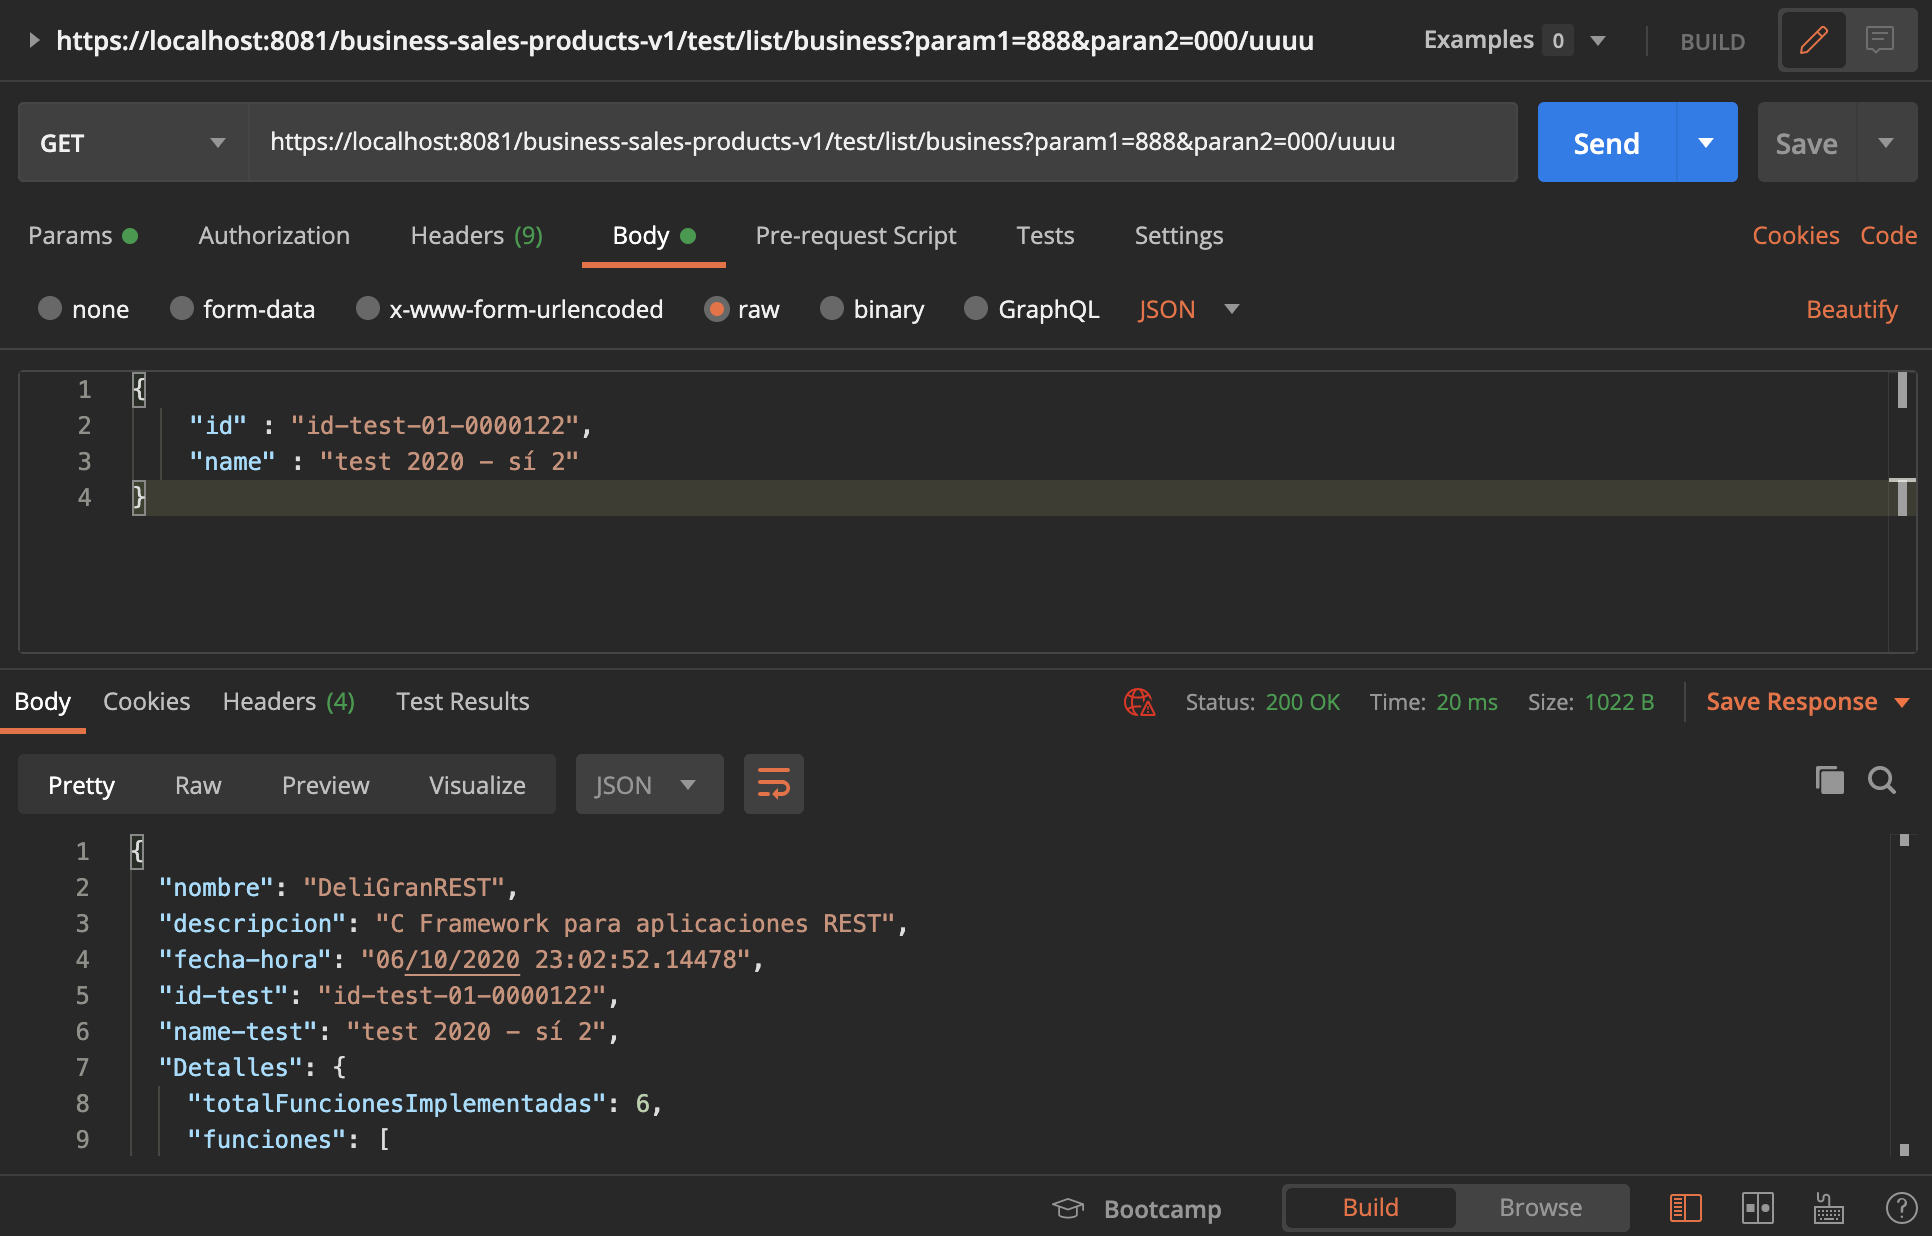 https://localhost:8081/business-sales-products-v1/test/list/business?param1=888&paran2=000/uuuu Examples 0 BUILD
GET https://localhost:8081/business-sales-products-v1/test/list/business?param1=888&paran2=000/uuuu Send Save
Params Authorization Headers (9) Body Pre-request Script Tests Settings Cookies Code
none form-data x-www-form-urlencoded raw binary GraphQL JSON Beautify
1 {
2 "id" : "id-test-01-0000122",
3 "name" : "test 2020 - sí 2"
4 }
Body Cookies Headers (4) Test Results Status: 200 OK Time: 20 ms Size: 1022 B Save Response
Pretty Raw Preview Visualize JSON
1 {
2 "nombre": "DeliGranREST",
3 "descripcion": "C Framework para aplicaciones REST",
4 "fecha-hora": "06/10/2020 23:02:52.14478",
5 "id-test": "id-test-01-0000122",
6 "name-test": "test 2020 - sí 2",
7 "Detalles": {
8 "totalFuncionesImplementadas": 6,
9 "funciones": [
Bootcamp Build Browse